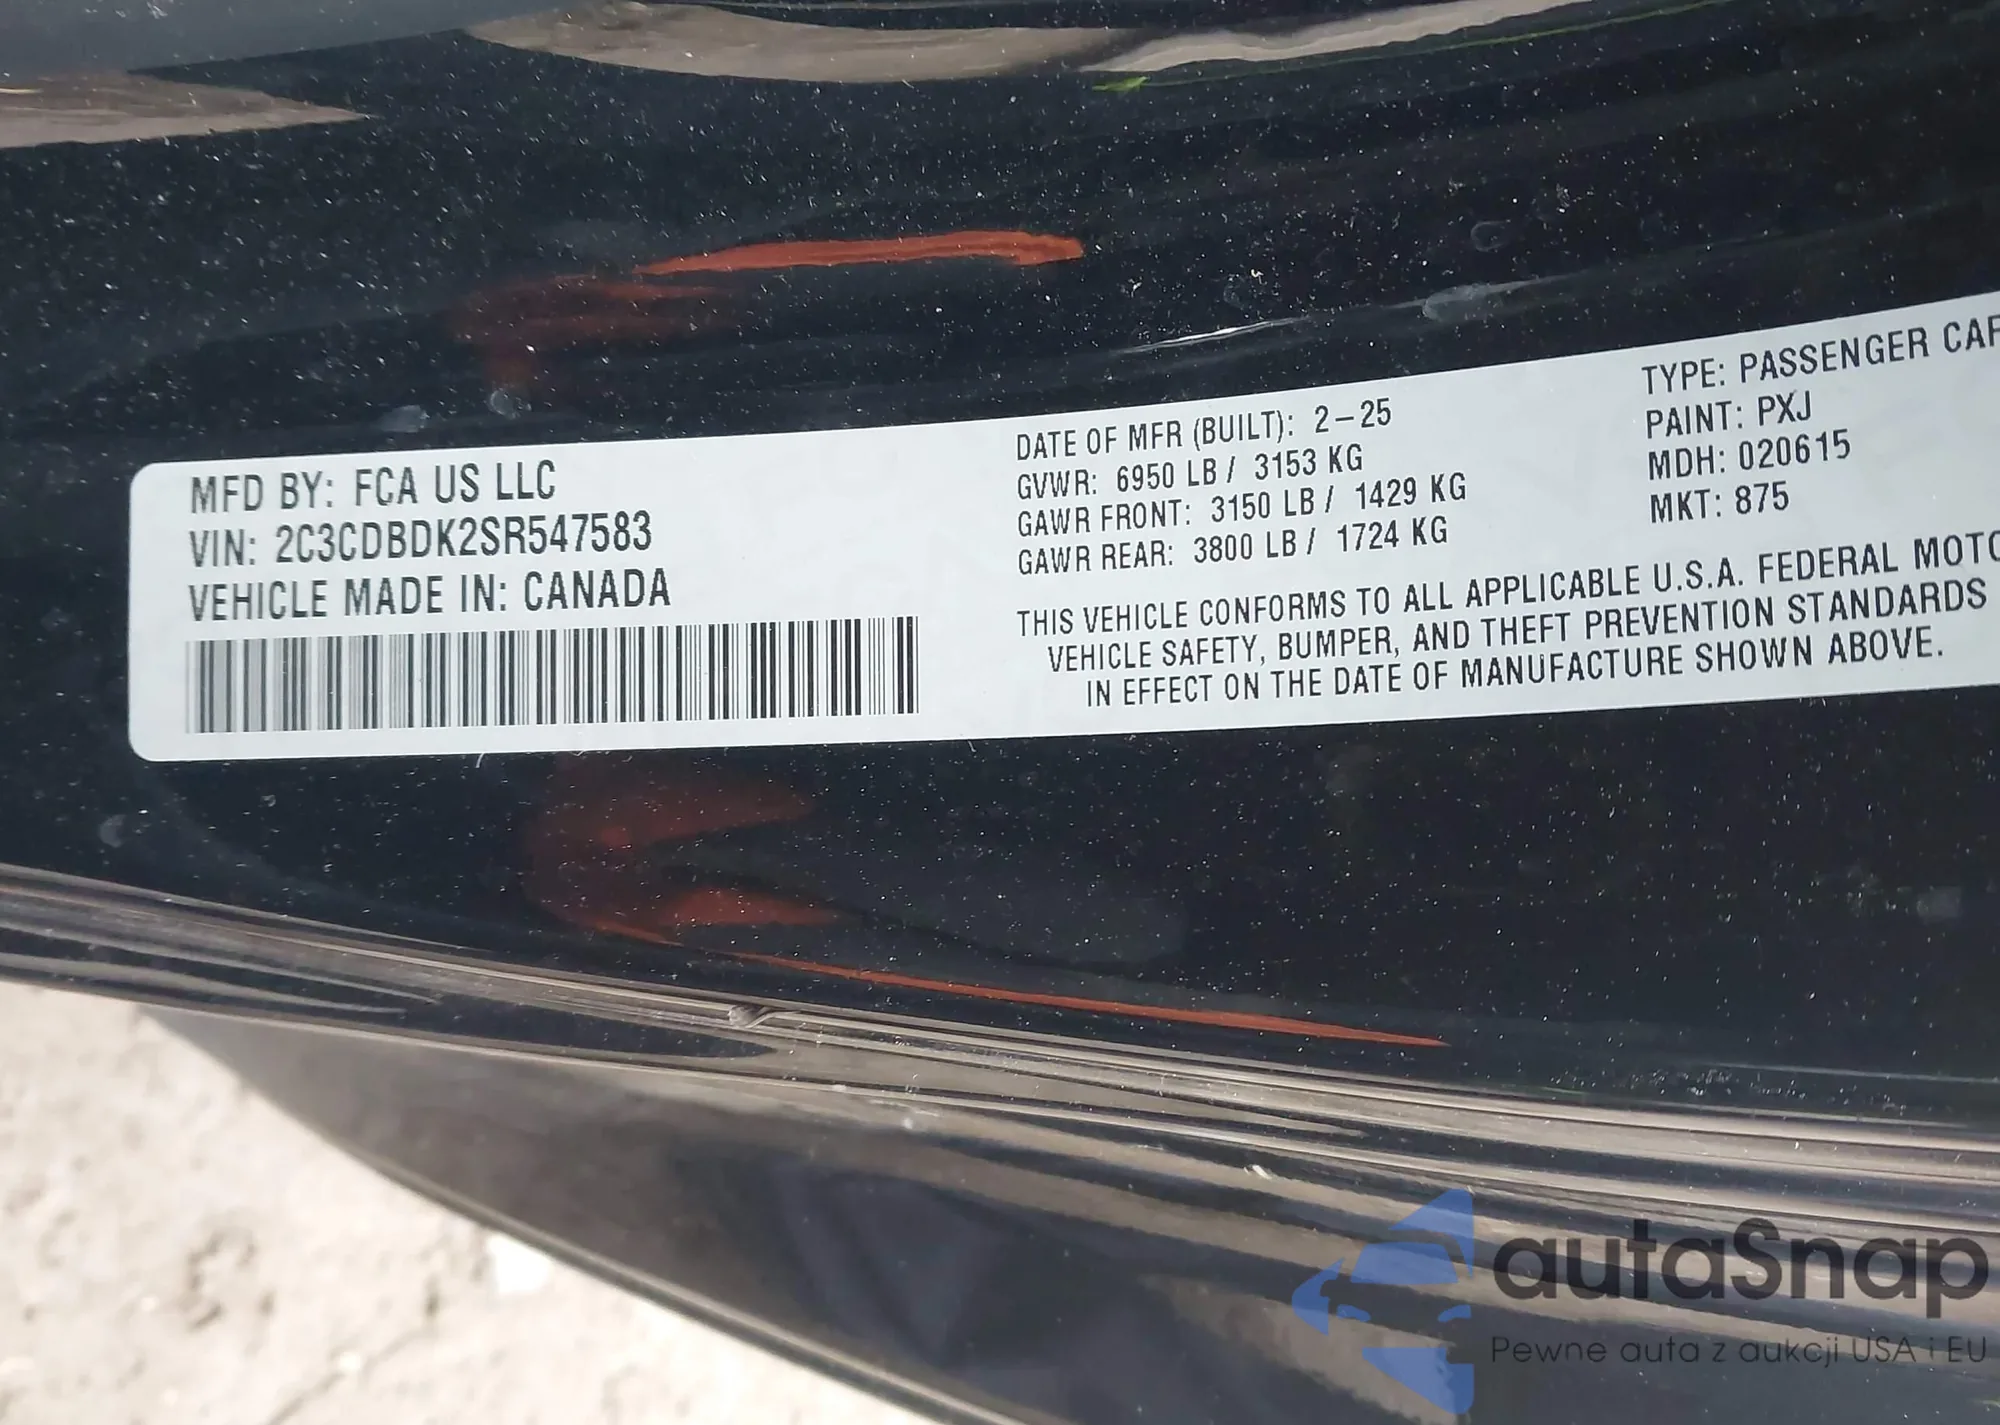 MFD BY: FCA US LLC
VIN: 2C3CDBDK2SR547583
VEHICLE MADE IN: CANADA
DATE OF MFR (BUILT): 2-25
GVWR: 6950 LB / 3153 KG
GAWR FRONT: 3150 LB / 1429 KG
GAWR REAR: 3800 LB / 1724 KG
TYPE: PASSENGER CAR
PAINT: PXJ
MDH: 020615
MKT: 875
THIS VEHICLE CONFORMS TO ALL APPLICABLE U.S.A. FEDERAL MOTO
VEHICLE SAFETY, BUMPER, AND THEFT PREVENTION STANDARDS
IN EFFECT ON THE DATE OF MANUFACTURE SHOWN ABOVE.
autaSnap
Pewne auta z aukcji USA i EU